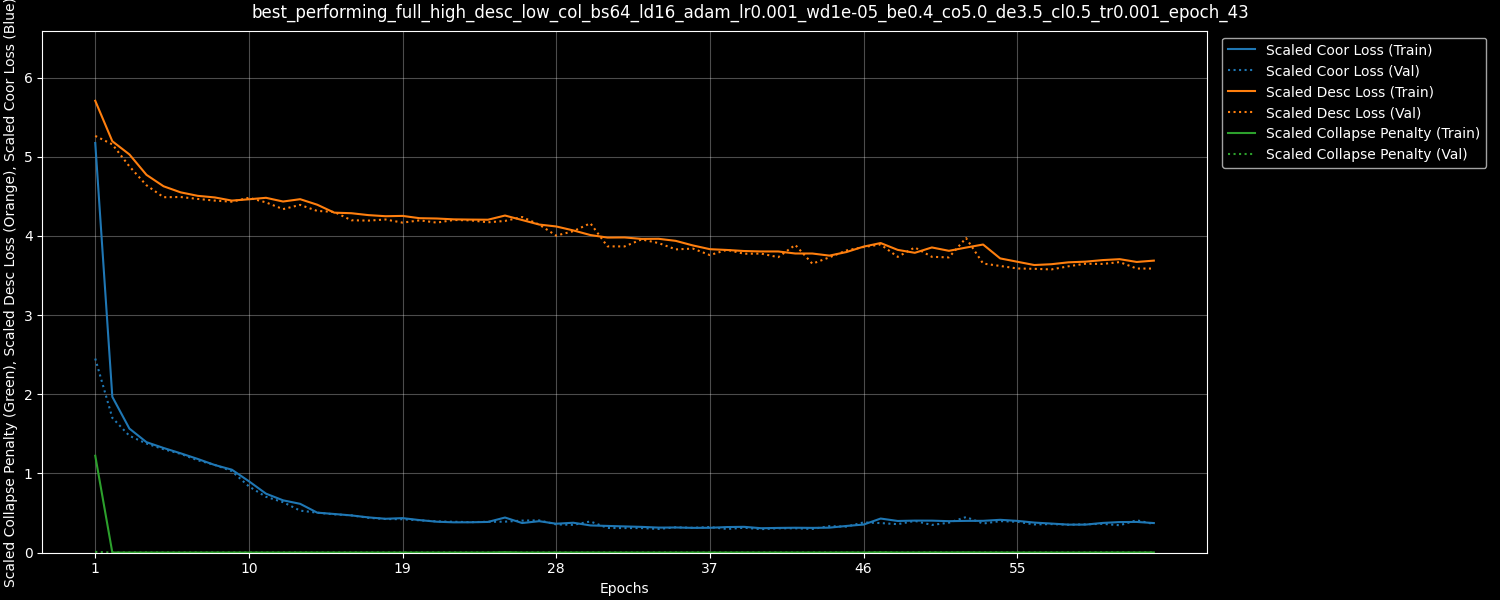 best_performing_full_high_desc_low_col_bs64_ld16_adam_lr0.001_wd1e-05_be0.4_co5.0_de3.5_cl0.5_tr0.001_epoch_43
Scaled Collapse Penalty (Green), Scaled Desc Loss (Orange), Scaled Coor Loss (Blue)
6
5
4
3
2
1
0
1 10 19 28 37 46 55
Epochs
Scaled Coor Loss (Train)
Scaled Coor Loss (Val)
Scaled Desc Loss (Train)
Scaled Desc Loss (Val)
Scaled Collapse Penalty (Train)
Scaled Collapse Penalty (Val)